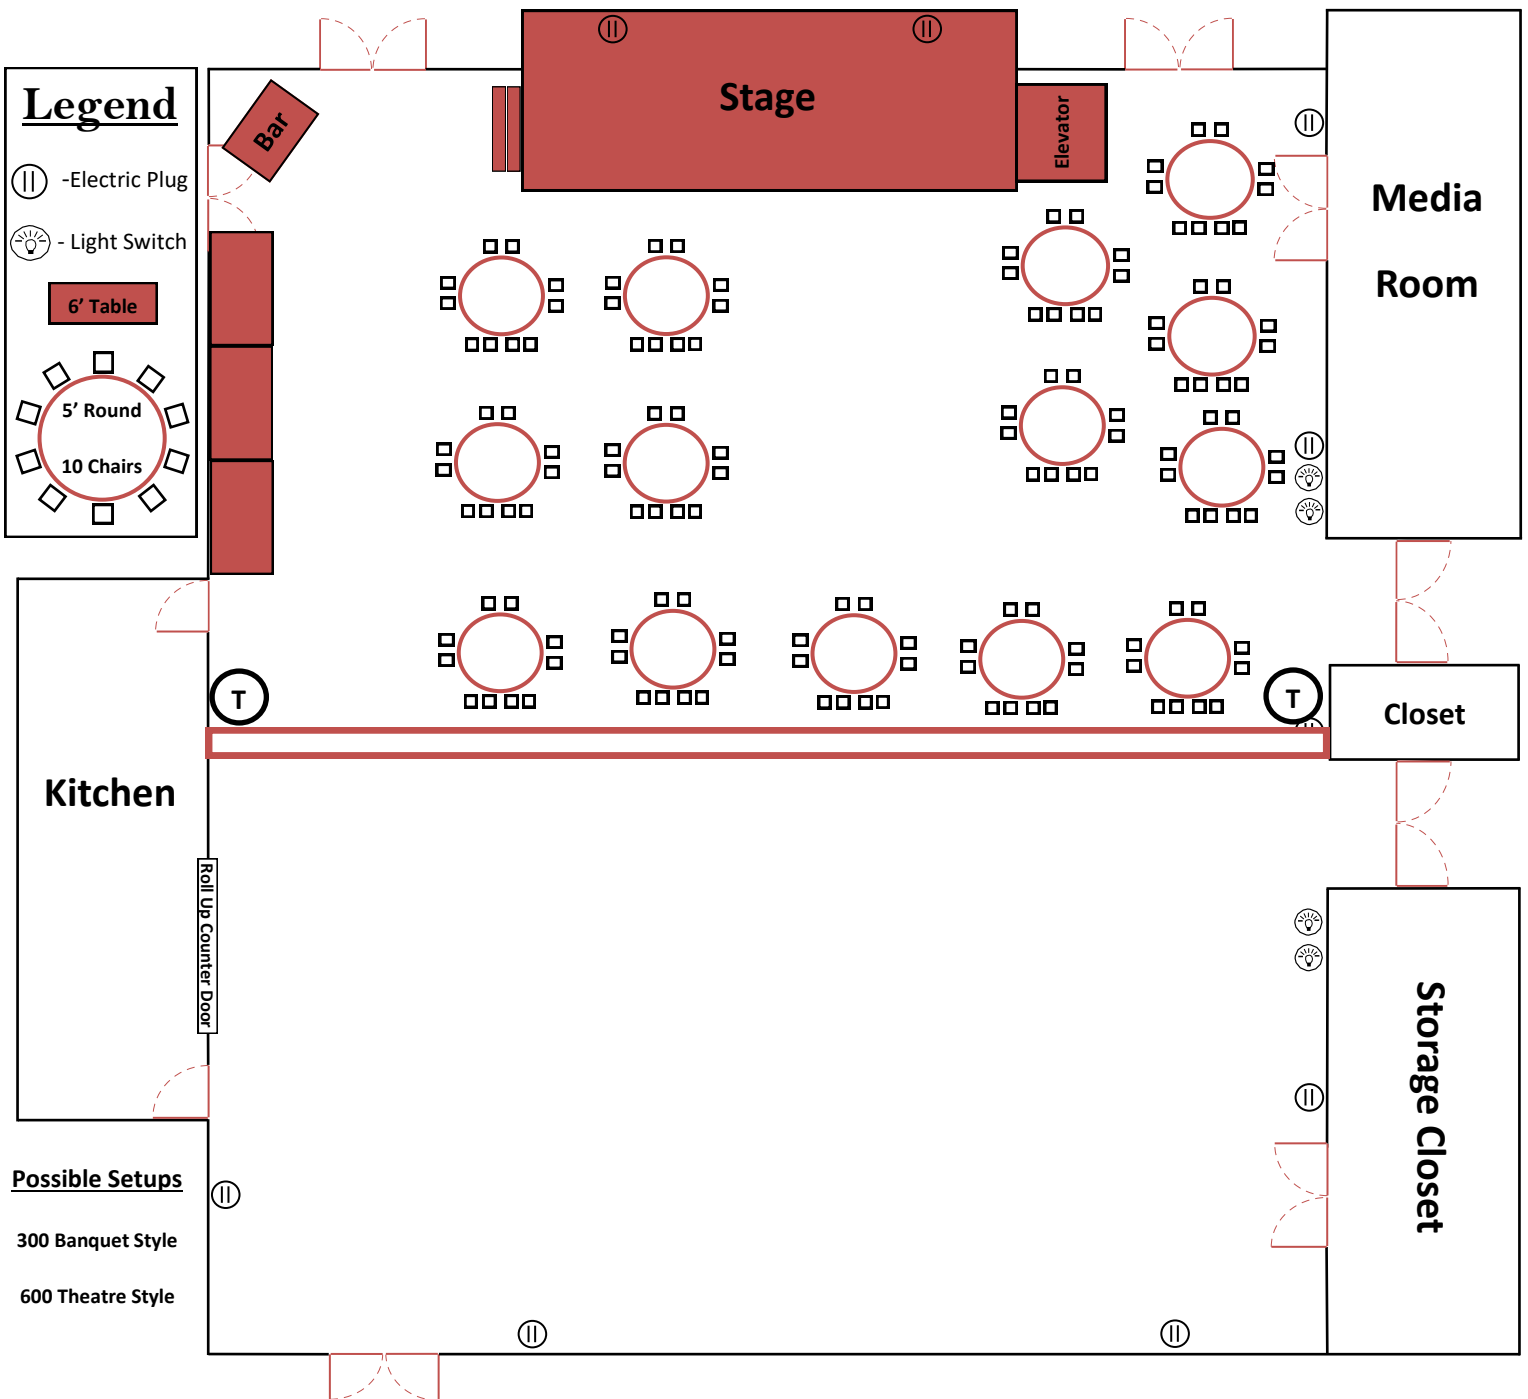 Legend
-Electric Plug
- Light Switch
6’ Table
5’ Round
10 Chairs
Bar
Stage
Elevator
Media
Room
T
T
Closet
Kitchen
Roll Up Counter Door
Storage Closet
Possible Setups
300 Banquet Style
600 Theatre Style